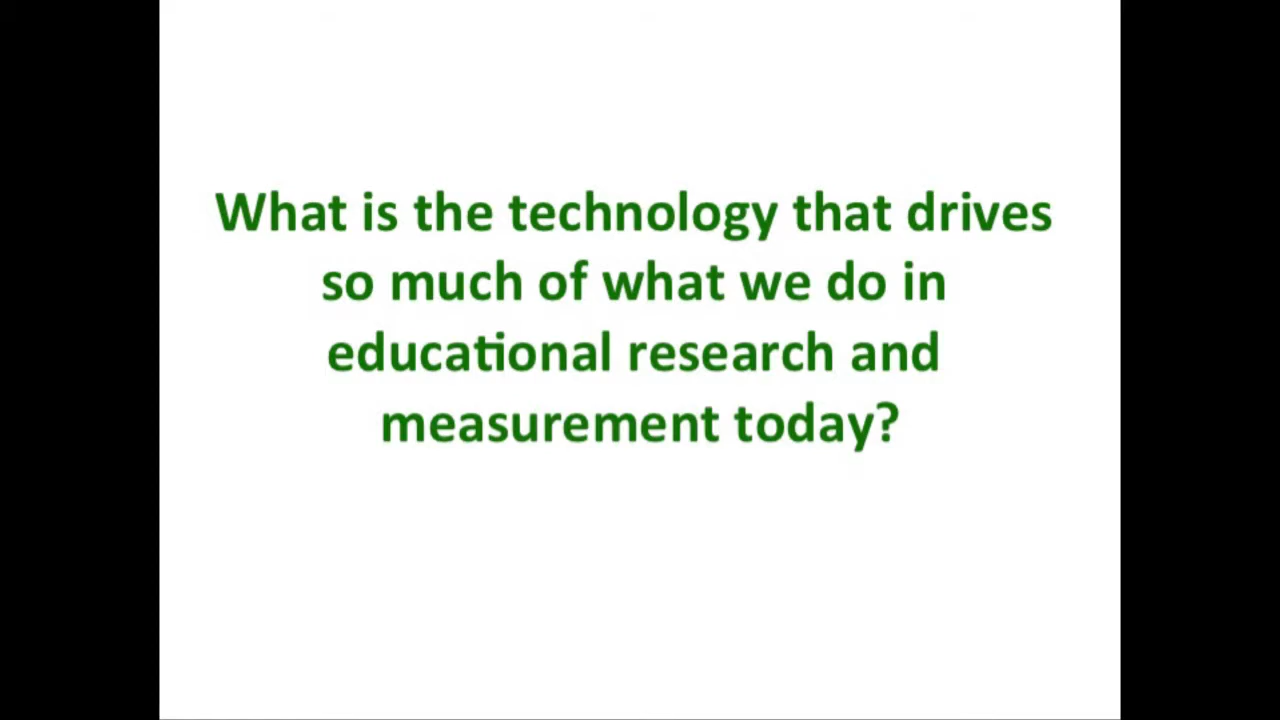 What is the technology that drives
so much of what we do in
educational research and
measurement today?